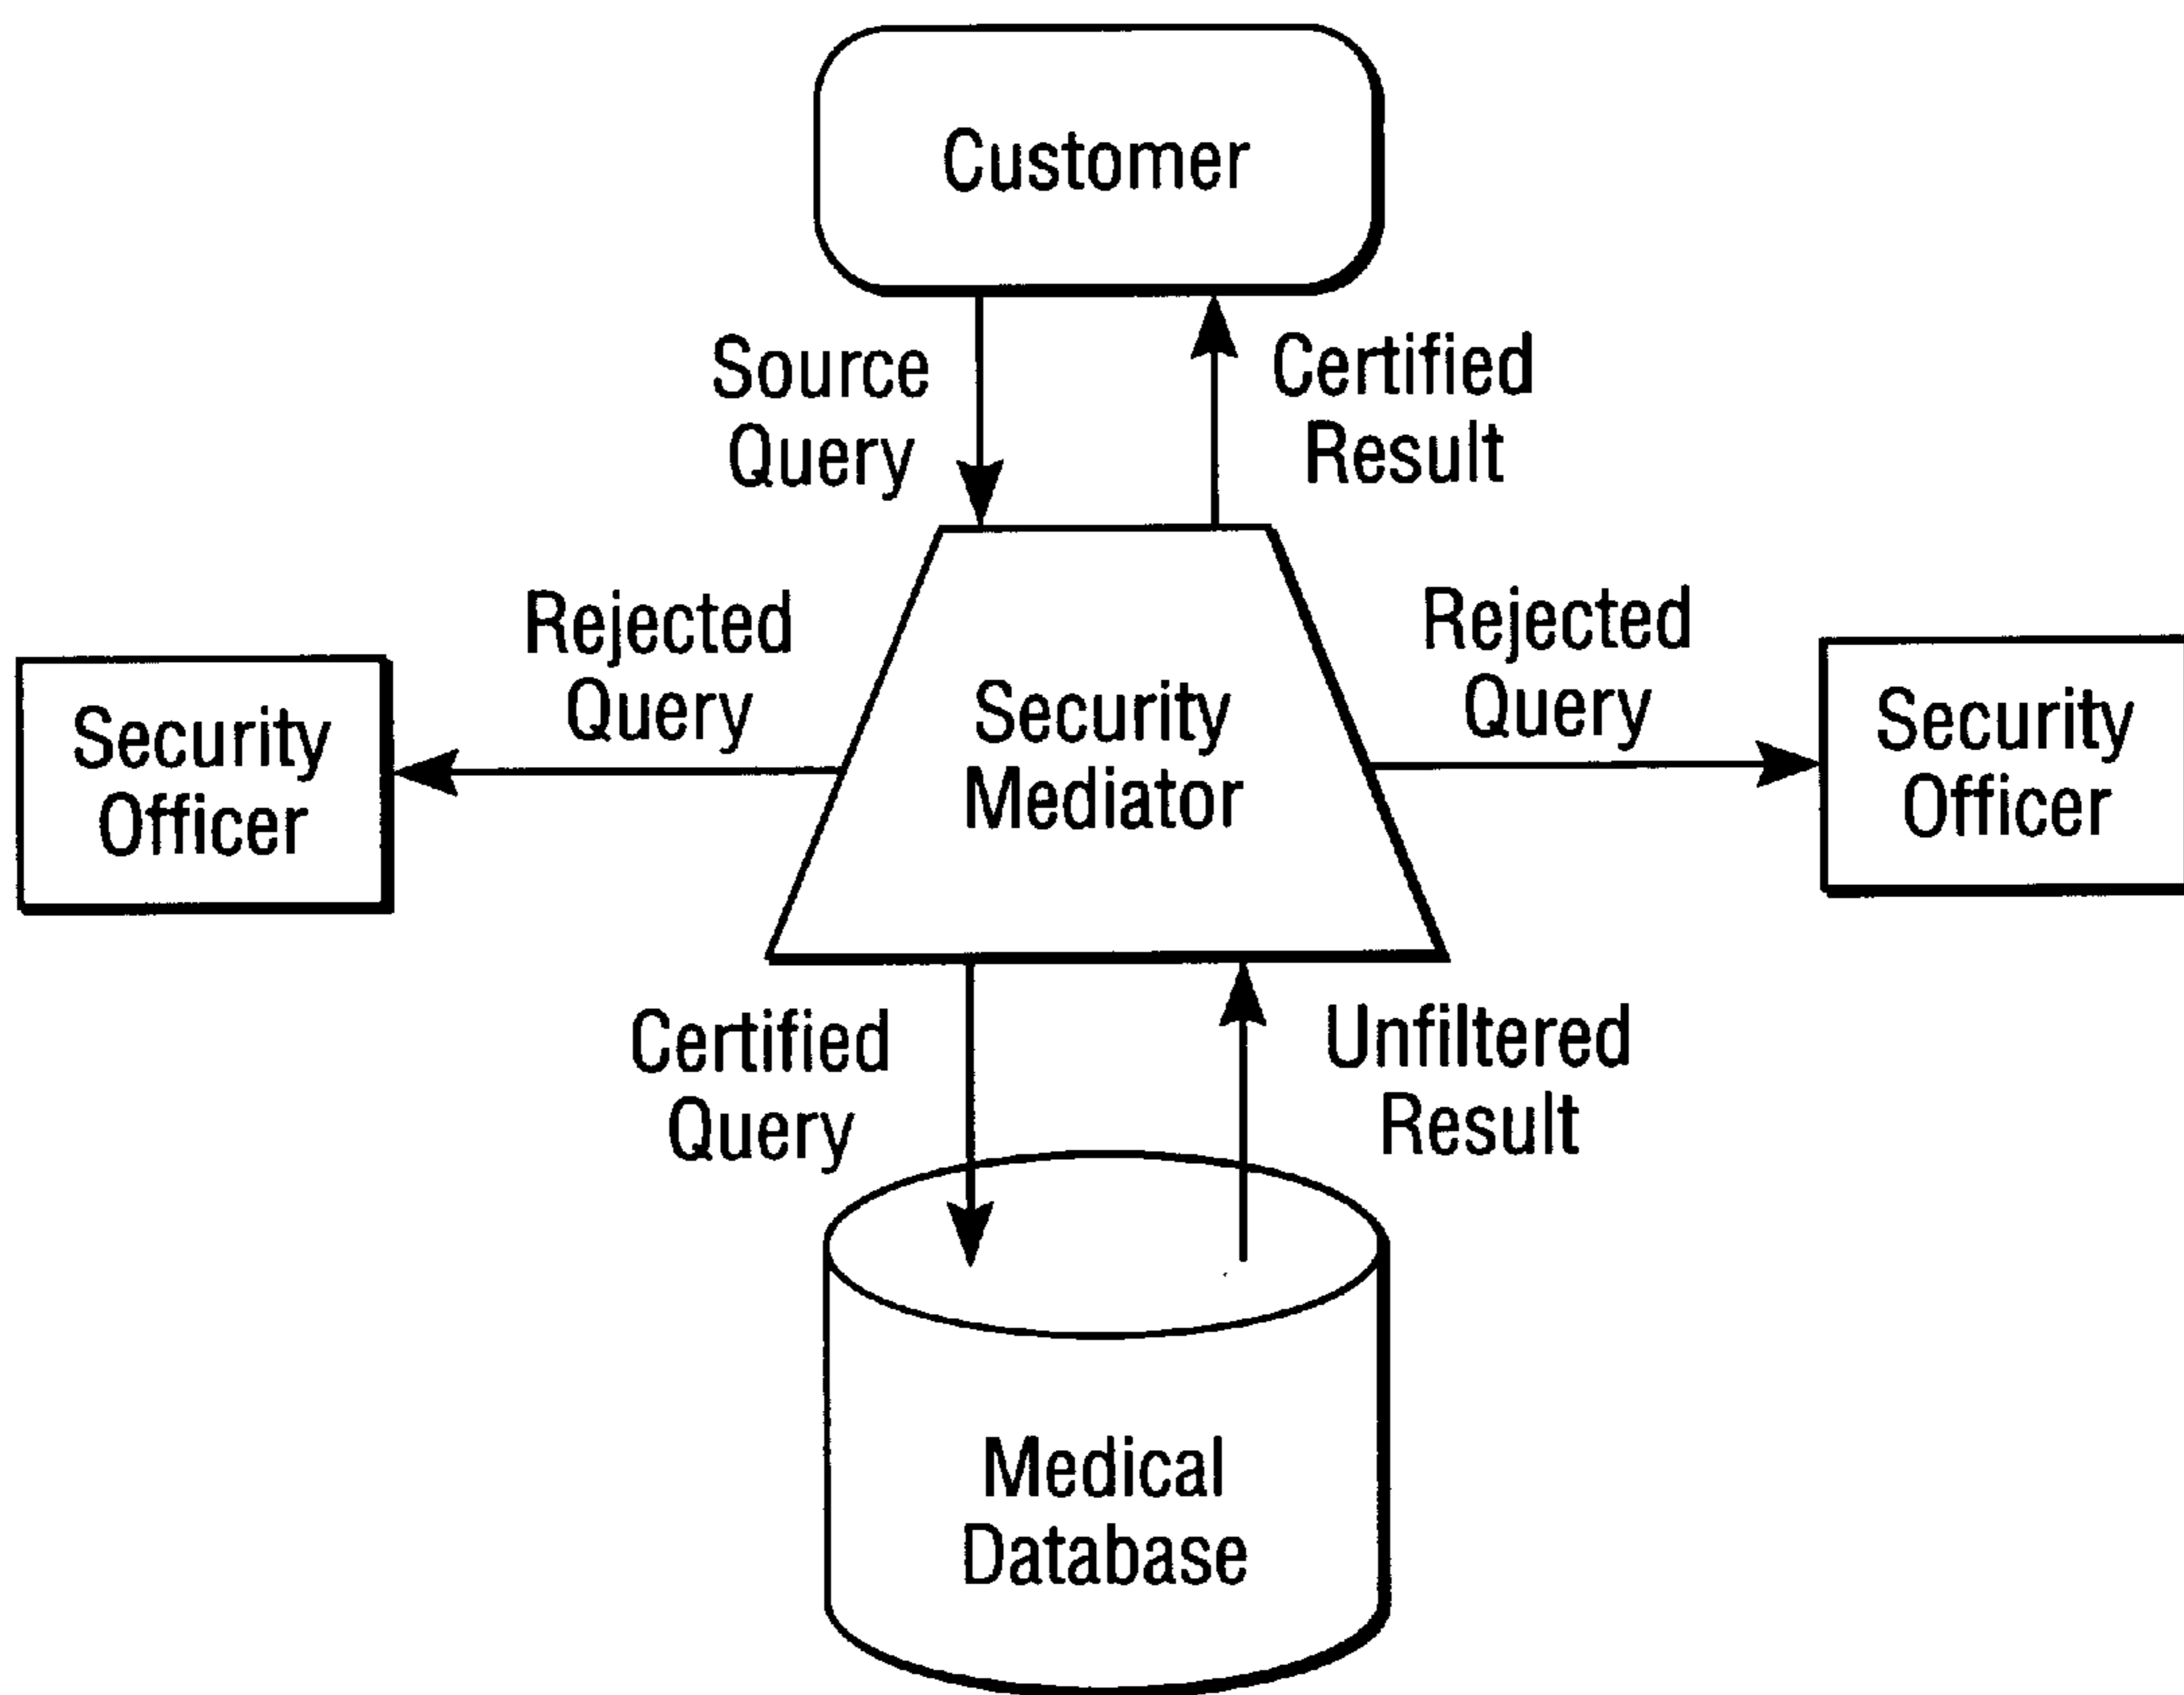 Customer
Source
Query
Certified
Result
Rejected
Query
Rejected
Query
Security
Officer
Security
Mediator
Security
Officer
Certified
Query
Unfiltered
Result
Medical
Database